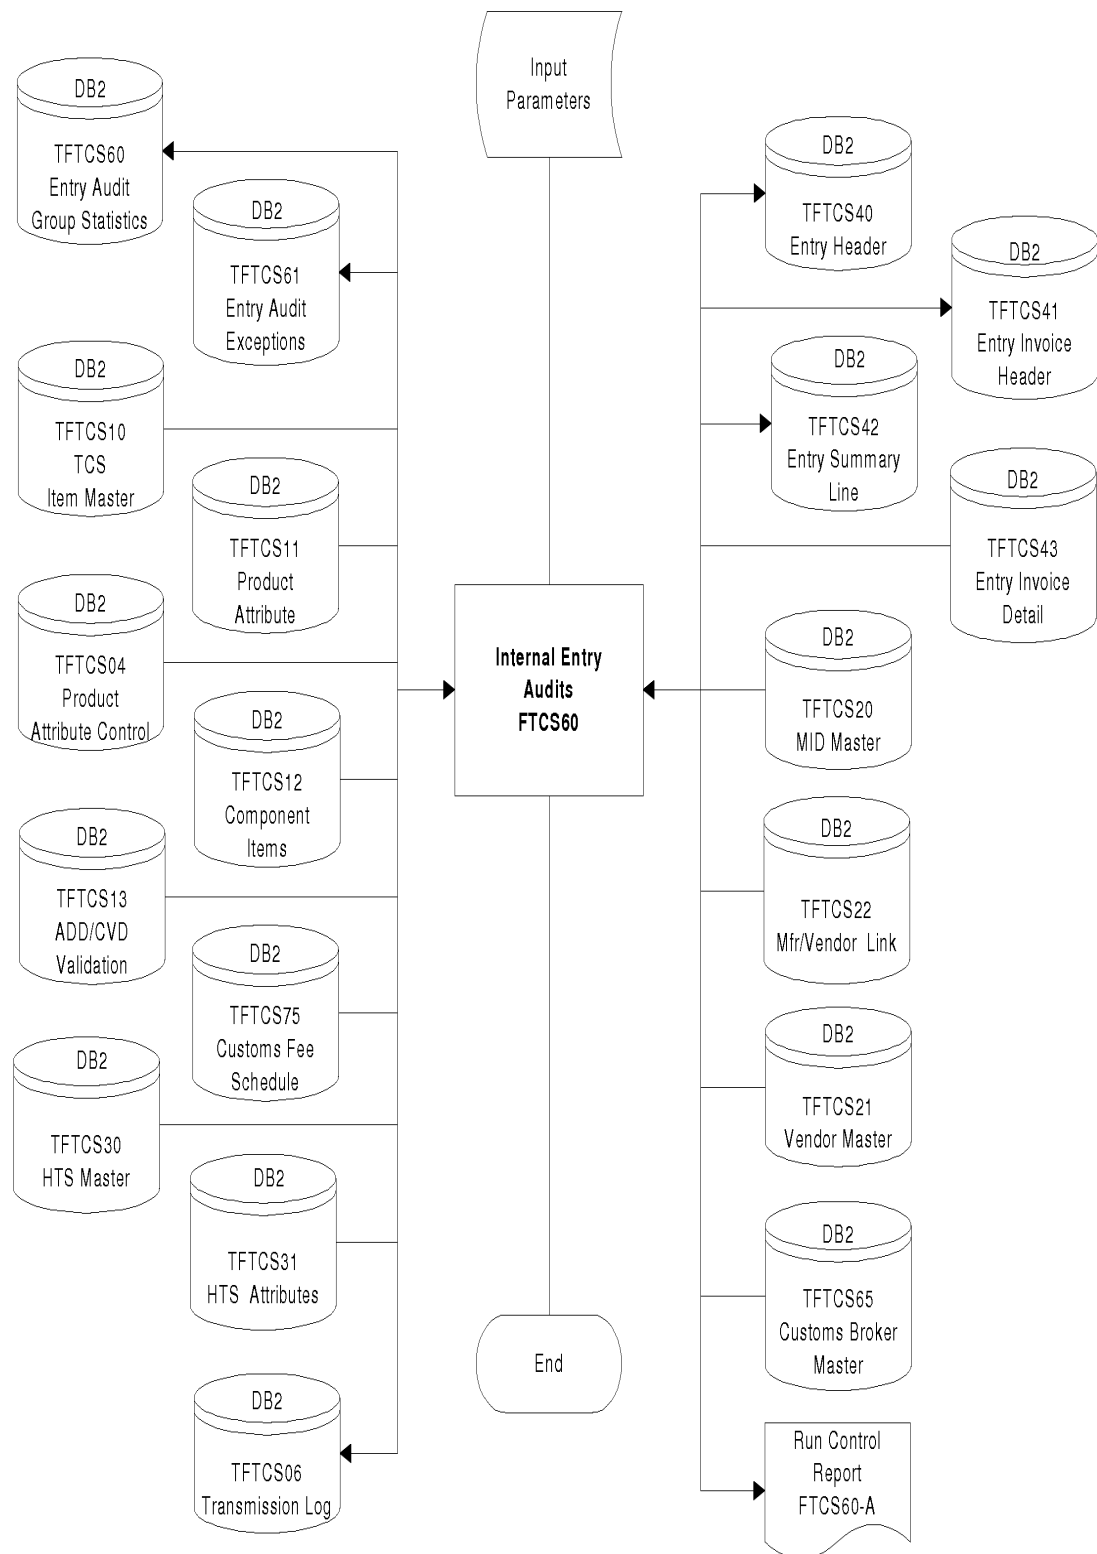 Input
Parameters
DB2
TFTCS60
Entry Audit
Group Statistics
DB2
TFTCS61
Entry Audit
Exceptions
DB2
TFTCS10
TCS
Item Master
DB2
TFTCS11
Product
Attribute
DB2
TFTCS04
Product
Attribute Control
DB2
TFTCS12
Component
Items
DB2
TFTCS13
ADD/CVD
Validation
DB2
TFTCS75
Customs Fee
Schedule
DB2
TFTCS30
HTS Master
DB2
TFTCS31
HTS Attributes
DB2
TFTCS06
Transmission Log
Internal Entry
Audits
FTCS60
End
DB2
TFTCS40
Entry Header
DB2
TFTCS41
Entry Invoice
Header
DB2
TFTCS42
Entry Summary
Line
DB2
TFTCS43
Entry Invoice
Detail
DB2
TFTCS20
MID Master
DB2
TFTCS22
Mfr/Vendor Link
DB2
TFTCS21
Vendor Master
DB2
TFTCS65
Customs Broker
Master
Run Control
Report
FTCS60-A